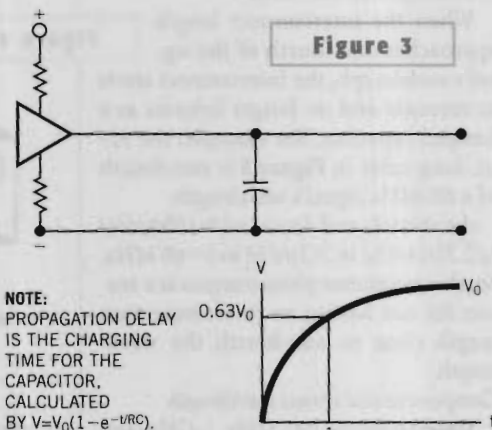 +
Figure 3
−
NOTE:
PROPAGATION DELAY
IS THE CHARGING
TIME FOR THE
CAPACITOR,
CALCULATED
BY V=V₀(1−e⁻ᵗ/ᴿᶜ).
V
0.63V₀
V₀